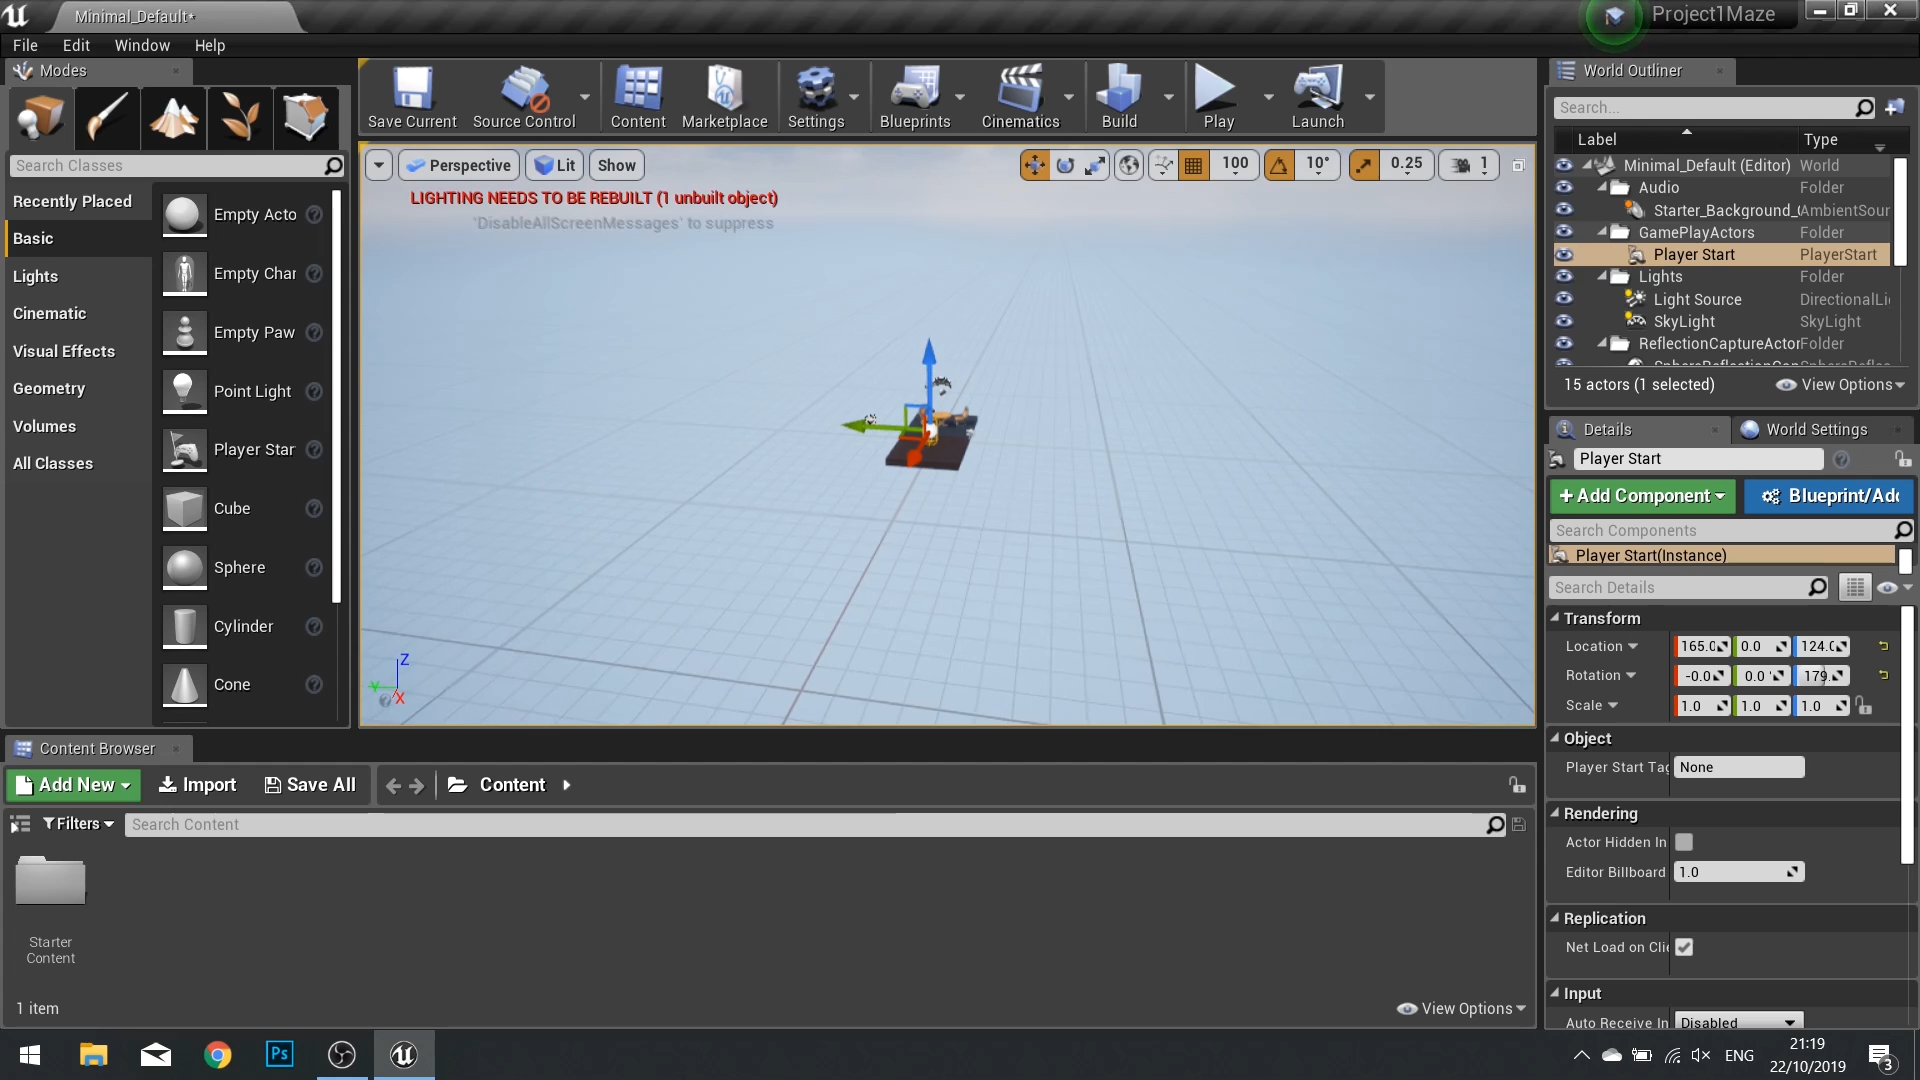 Minimal_Default*
Project1Maze
File Edit Window Help
Modes
Search Classes
Recently Placed
Basic
Lights
Cinematic
Visual Effects
Geometry
Volumes
All Classes
Empty Acto
Empty Char
Empty Paw
Point Light
Player Star
Cube
Sphere
Cylinder
Cone
Save Current
Source Control
Content
Marketplace
Settings
Blueprints
Cinematics
Build
Play
Launch
Perspective
Lit
Show
100
10°
0.25
1
LIGHTING NEEDS TO BE REBUILT (1 unbuilt object)
'DisableAllScreenMessages' to suppress
Z
Y
X
World Outliner
Search...
Label Type
Minimal_Default (Editor) World
Audio Folder
Starter_Background_ AmbientSour
GamePlayActors Folder
Player Start PlayerStart
Lights Folder
Light Source DirectionalLi
SkyLight SkyLight
ReflectionCaptureActor Folder
15 actors (1 selected)
View Options
Details
World Settings
Player Start
+ Add Component
Blueprint/Add
Search Components
Player Start(Instance)
Search Details
Transform
Location 165.0 0.0 124.0
Rotation -0.0 0.0 ° 179.
Scale 1.0 1.0 1.0
Object
Player Start Tag None
Rendering
Actor Hidden In
Editor Billboard 1.0
Replication
Net Load on Clie
Input
Auto Receive In Disabled
Content Browser
Add New
Import
Save All
Content
Filters
Search Content
Starter
Content
1 item
View Options
Ps
ENG
21:19
22/10/2019
3